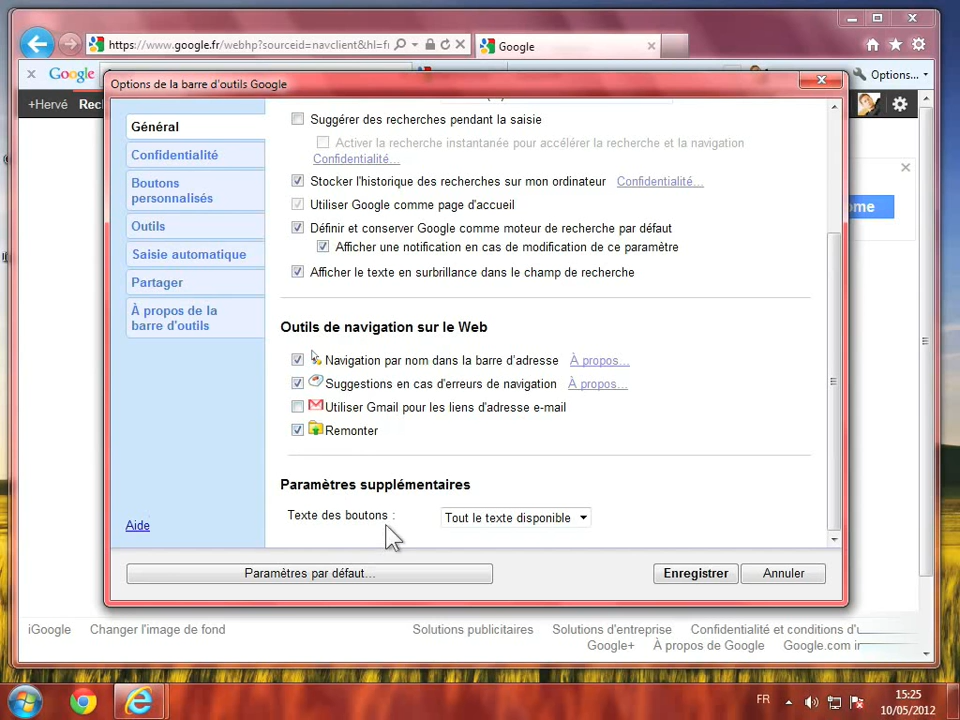 https://www.google.fr/webhp?sourceid=navclient&hl=fr
Google
Google
Options...
+Hervé
Options de la barre d'outils Google
Général
Confidentialité
Boutons
personnalisés
Outils
Saisie automatique
Partager
À propos de la
barre d'outils
Aide
Suggérer des recherches pendant la saisie
Activer la recherche instantanée pour accélérer la recherche et la navigation
Confidentialité...
Stocker l'historique des recherches sur mon ordinateur Confidentialité...
Utiliser Google comme page d'accueil
Définir et conserver Google comme moteur de recherche par défaut
Afficher une notification en cas de modification de ce paramètre
Afficher le texte en surbrillance dans le champ de recherche
Outils de navigation sur le Web
Navigation par nom dans la barre d'adresse À propos...
Suggestions en cas d'erreurs de navigation À propos...
Utiliser Gmail pour les liens d'adresse e-mail
Remonter
Paramètres supplémentaires
Texte des boutons : Tout le texte disponible
Paramètres par défaut...
Enregistrer
Annuler
iGoogle Changer l'image de fond Solutions publicitaires Solutions d'entreprise Confidentialité et conditions
Google+ À propos de Google Google.com
FR
15:25
10/05/2012